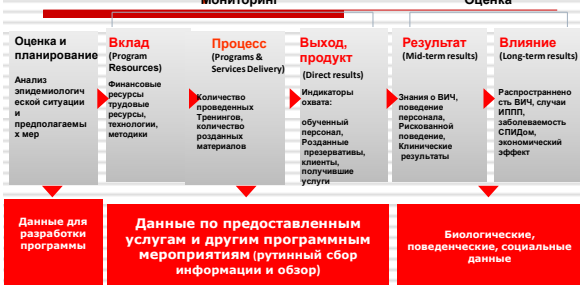 Мониторинг
Оценка
Оценка и
планирование
Анализ
эпидемиологич
еской ситуации
и
предполагаемы
х мер
Вклад
(Program
Resources)
Финансовые
ресурсы
трудовые
ресурсы,
технологии,
методики
Процесс
(Programs &
Services Delivery)
Количество
проведенных
Тренингов,
количество
розданных
материалов
Выход,
продукт
(Direct results)
Индикаторы
охвата:
обученный
персонал,
Розданные
презервативы,
клиенты,
получившие
услуги
Результат
(Mid-term results)
Знания о ВИЧ,
поведение
персонала,
Рискованной
поведение,
Клинические
результаты
Влияние
(Long-term results)
Распространнено
сть ВИЧ, случаи
ИППП,
заболеваемость
СПИДом,
экономический
эффект
Данные для
разработки
программы
Данные по предоставленным
услугам и другим программным
мероприятиям (рутинный сбор
информации и обзор)
Биологические,
поведенческие, социальные
данные